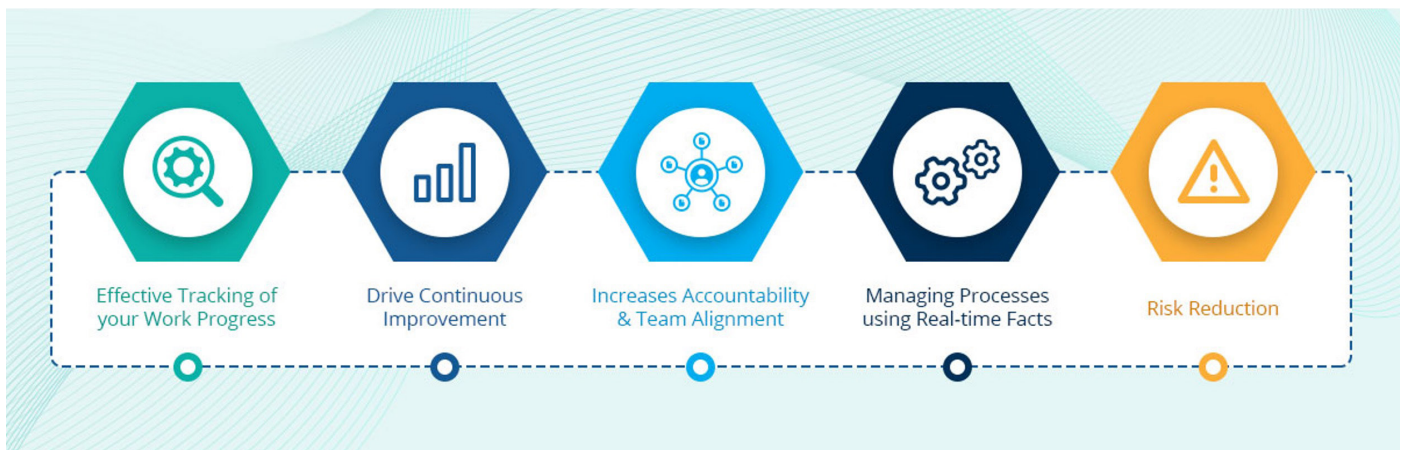 Effective Tracking of
your Work Progress
Drive Continuous
Improvement
Increases Accountability
& Team Alignment
Managing Processes
using Real-time Facts
Risk Reduction